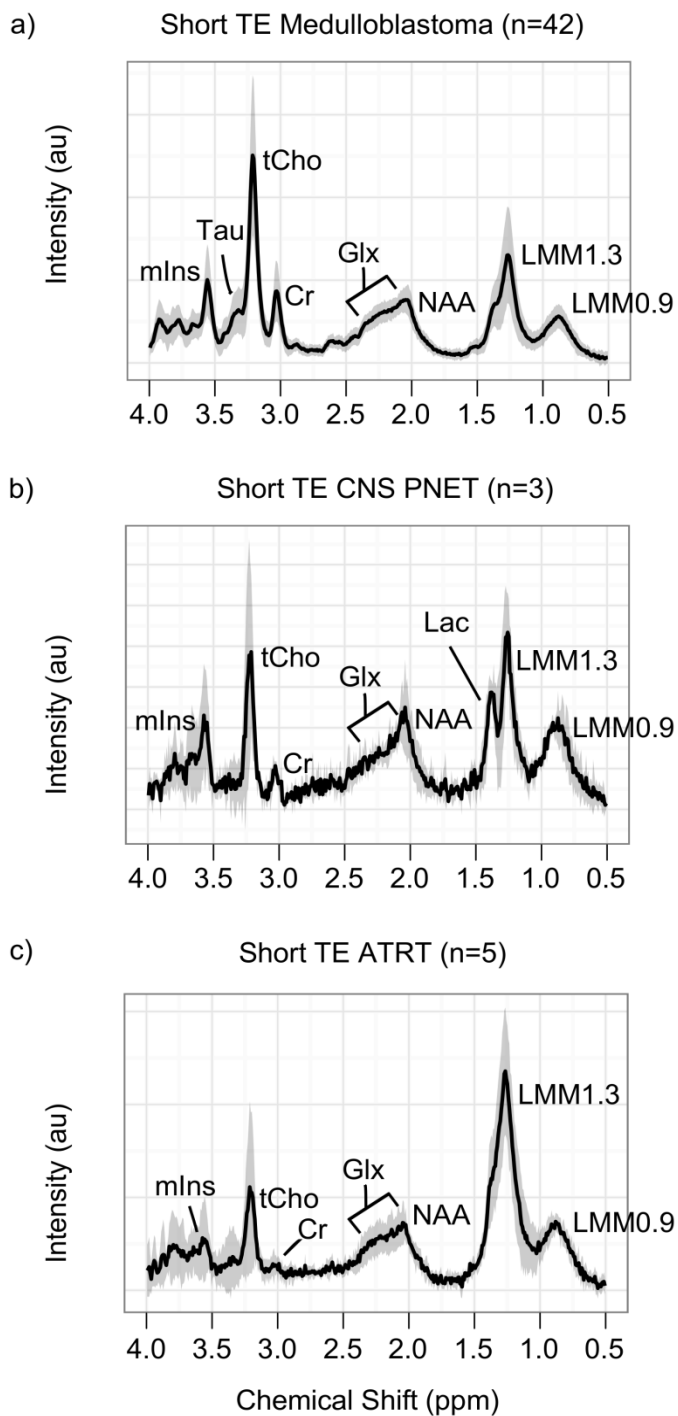 a) Short TE Medulloblastoma (n=42)
Intensity (au)
mIns
Tau
tCho
Cr
Glx
NAA
LMM1.3
LMM0.9
4.0 3.5 3.0 2.5 2.0 1.5 1.0 0.5
b) Short TE CNS PNET (n=3)
Intensity (au)
mIns
tCho
Cr
Glx
NAA
Lac
LMM1.3
LMM0.9
4.0 3.5 3.0 2.5 2.0 1.5 1.0 0.5
c) Short TE ATRT (n=5)
Intensity (au)
mIns
tCho
Cr
Glx
NAA
LMM1.3
LMM0.9
4.0 3.5 3.0 2.5 2.0 1.5 1.0 0.5
Chemical Shift (ppm)